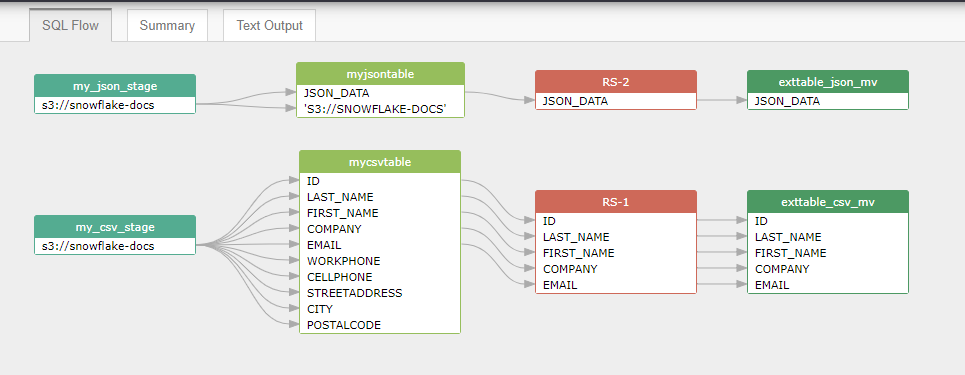 SQL Flow
Summary
Text Output
my_json_stage
s3://snowflake-docs
myjsontable
JSON_DATA
'S3://SNOWFLAKE-DOCS'
RS-2
JSON_DATA
exttable_json_mv
JSON_DATA
my_csv_stage
s3://snowflake-docs
mycsvtable
ID
LAST_NAME
FIRST_NAME
COMPANY
EMAIL
WORKPHONE
CELLPHONE
STREETADDRESS
CITY
POSTALCODE
RS-1
ID
LAST_NAME
FIRST_NAME
COMPANY
EMAIL
exttable_csv_mv
ID
LAST_NAME
FIRST_NAME
COMPANY
EMAIL